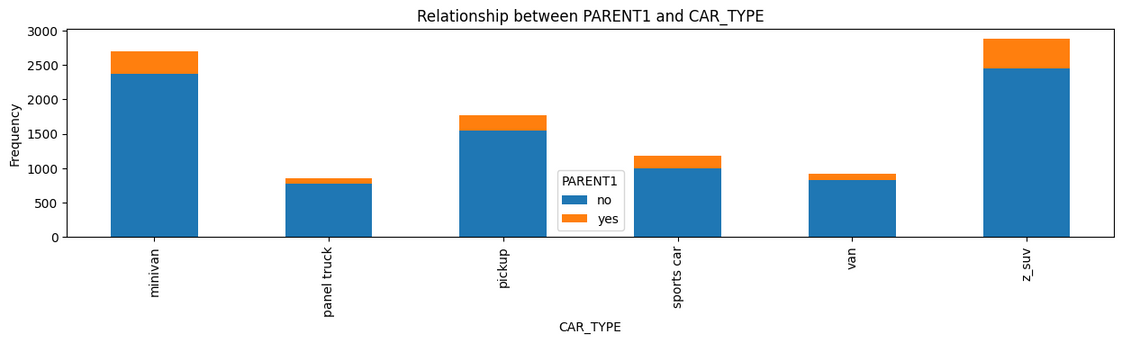 Relationship between PARENT1 and CAR_TYPE
Frequency
3000
2500
2000
1500
1000
500
0
PARENT1
no
yes
minivan
panel truck
pickup
sports car
van
z_suv
CAR_TYPE